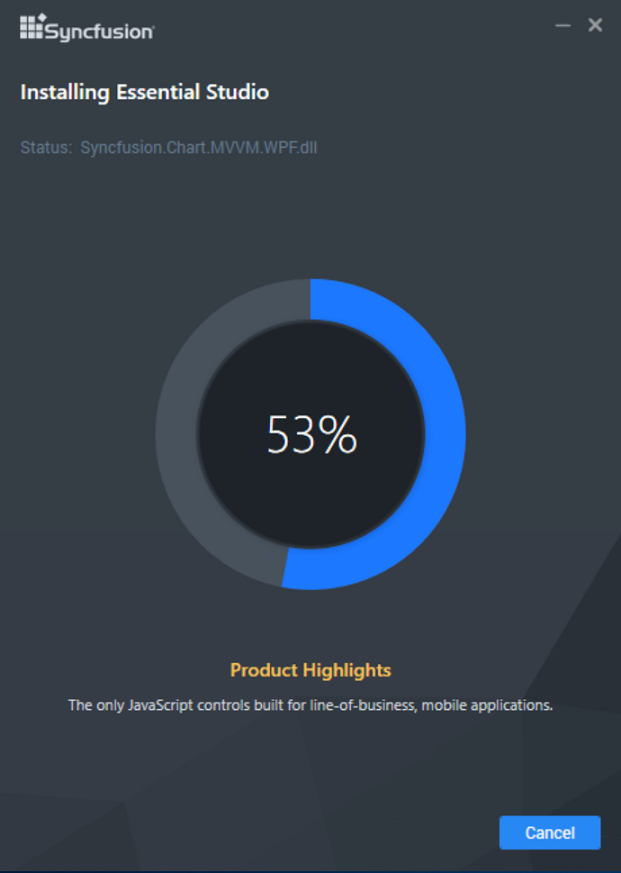 Syncfusion
Installing Essential Studio
Status: Syncfusion.Chart.MVVM.WPF.dll
53%
Product Highlights
The only JavaScript controls built for line-of-business, mobile applications.
Cancel